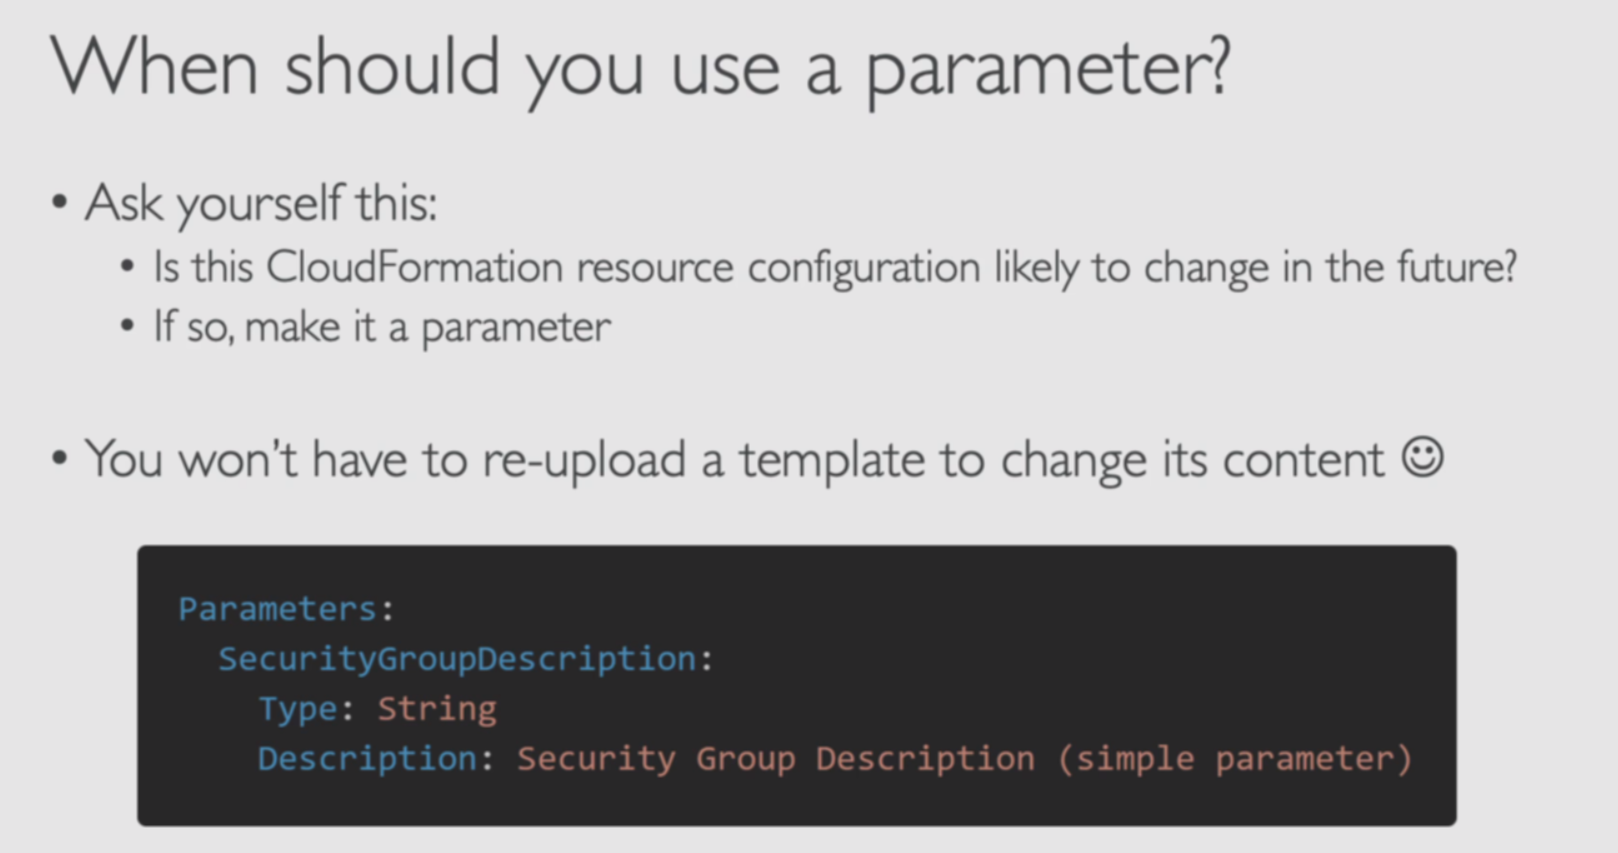 When should you use a parameter?
• Ask yourself this:
• Is this CloudFormation resource configuration likely to change in the future?
• If so, make it a parameter
• You won’t have to re-upload a template to change its content ☺
Parameters:
  SecurityGroupDescription:
    Type: String
    Description: Security Group Description (simple parameter)